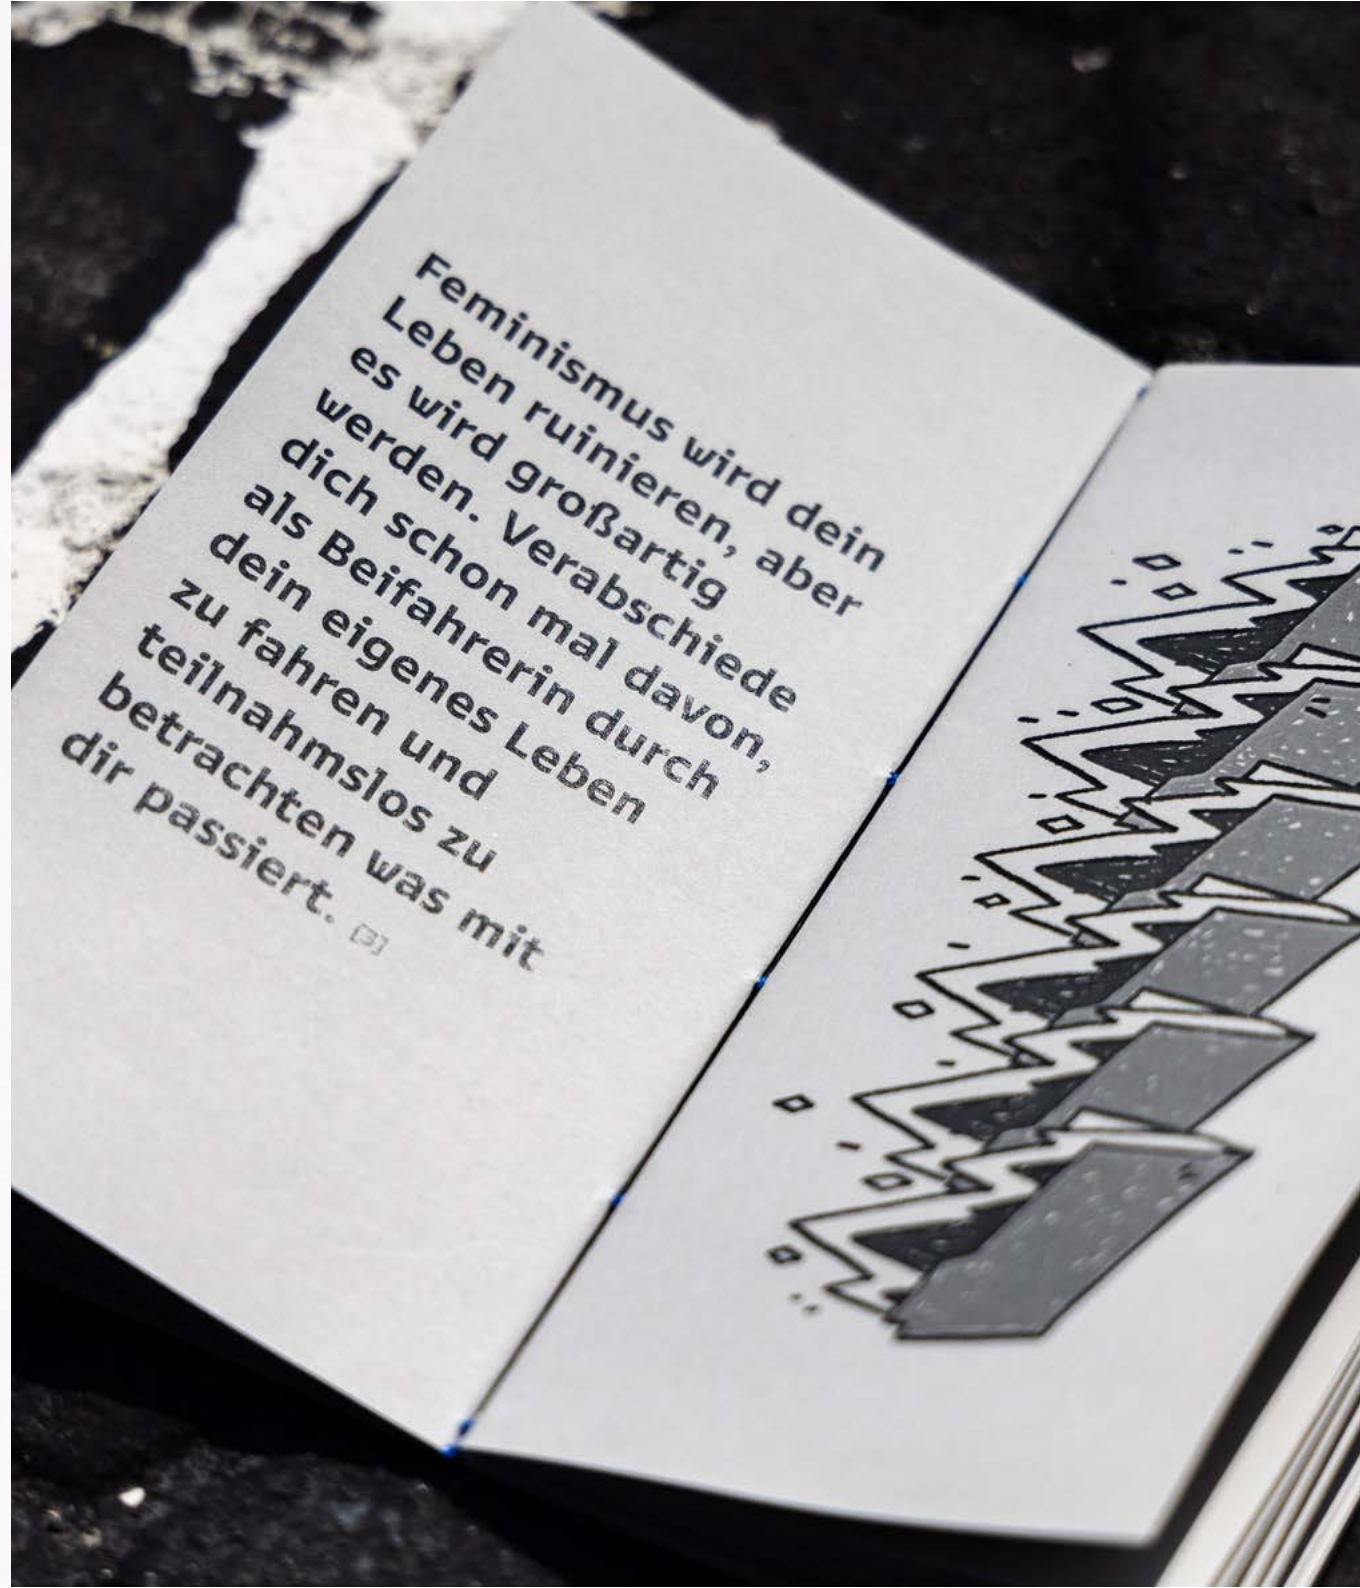 Feminismus wird dein
Leben ruinieren, aber
es wird großartig
werden. Verabschiede
dich schon mal davon,
als Beifahrerin durch
dein eigenes Leben
zu fahren und
teilnahmslos zu
betrachten was mit
dir passiert. [3]